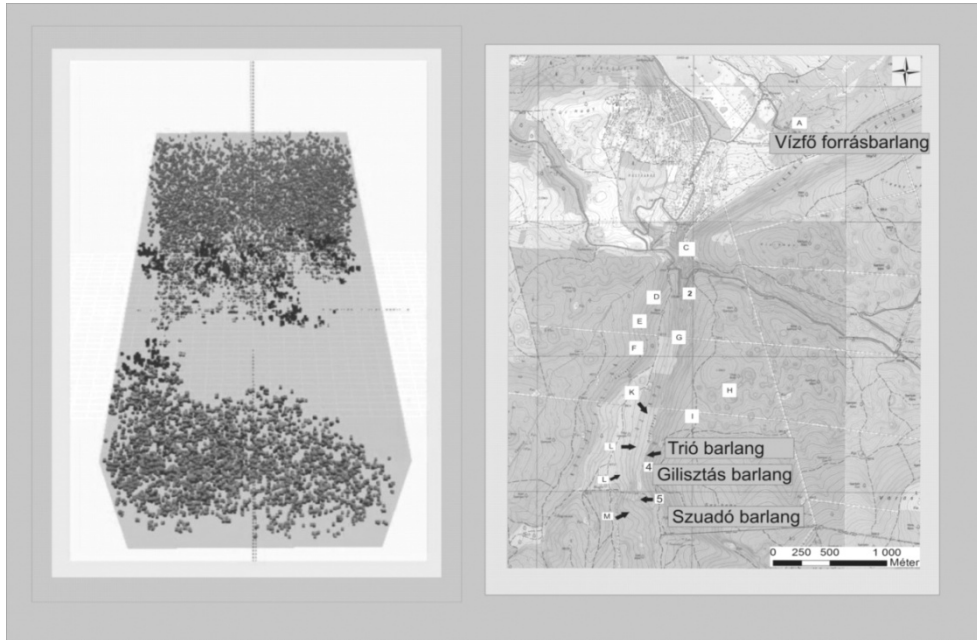 A
Vízfő forrásbarlang
C
D
2
E
G
F
K
H
I
L
Trió barlang
4
Gilisztás barlang
L
5
Szuadó barlang
M
0 250 500 1 000
Méter